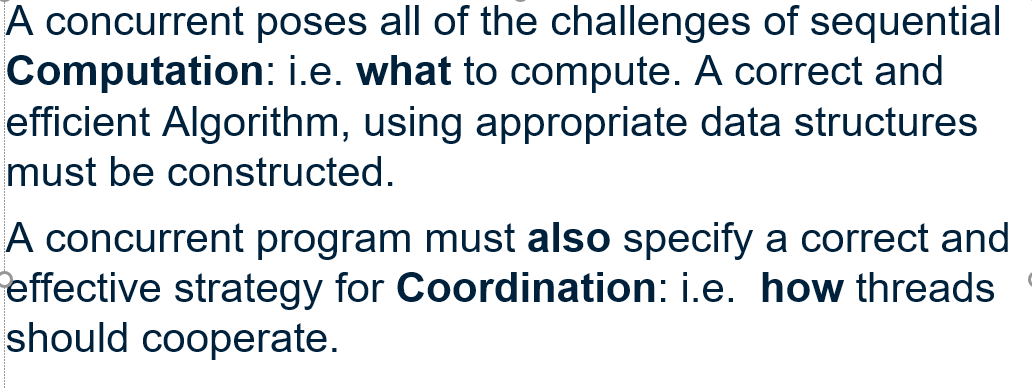 A concurrent poses all of the challenges of sequential
Computation: i.e. what to compute. A correct and
efficient Algorithm, using appropriate data structures
must be constructed.
A concurrent program must also specify a correct and
effective strategy for Coordination: i.e.  how threads
should cooperate.